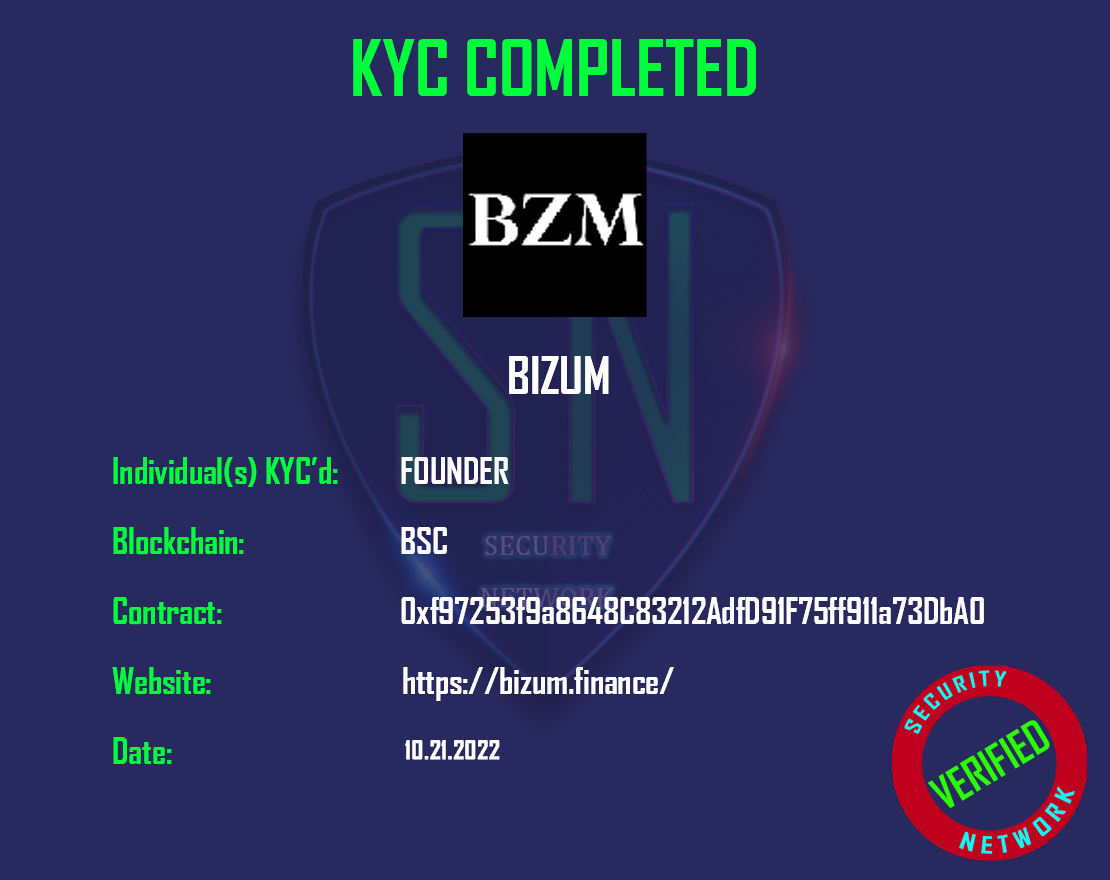 KYC COMPLETED
BZM
BIZUM
Individual(s) KYC'd: FOUNDER
Blockchain: BSC
SECURITY
NETWORK
Contract: 0xf97253f9a8648C83212AdfD91F75ff911a73DbA0
Website: https://bizum.finance/
Date: 10.21.2022
SECURITY
VERIFIED
NETWORK
SN